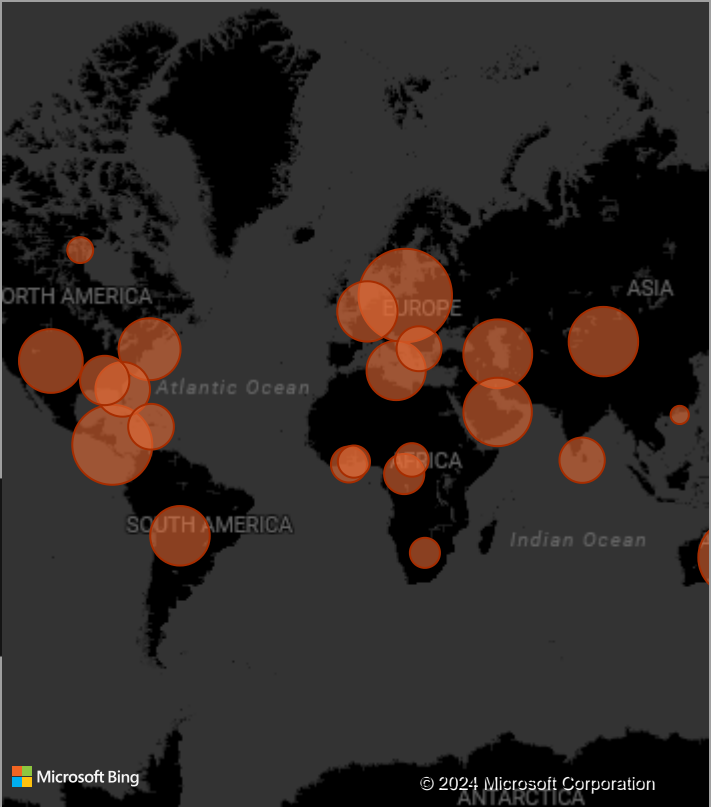 ASIA
ORTH AMERICA
EUROPE
Atlantic Ocean
AFRICA
SOUTH AMERICA
Indian Ocean
Microsoft Bing
© 2024 Microsoft Corporation
ANTARCTICA